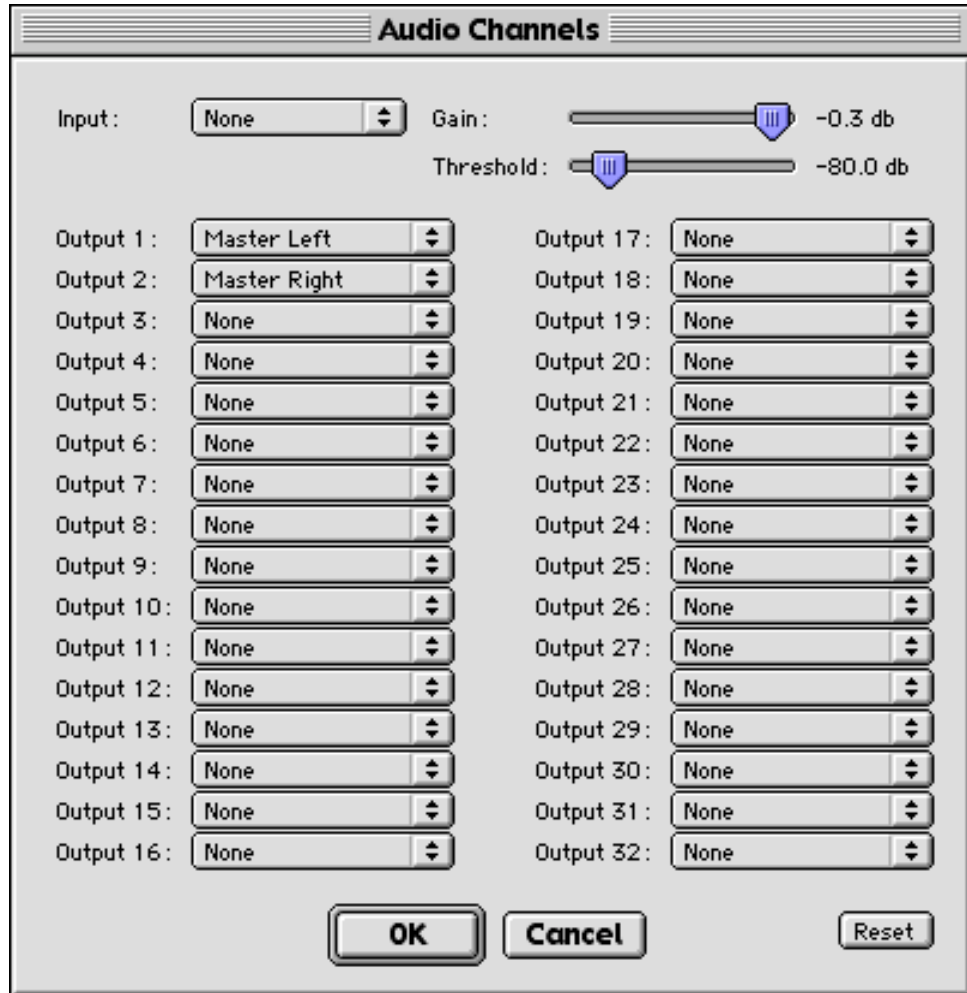 Audio Channels
Input: None Gain: -0.3 db
Threshold: -80.0 db
Output 1: Master Left Output 17: None
Output 2: Master Right Output 18: None
Output 3: None Output 19: None
Output 4: None Output 20: None
Output 5: None Output 21: None
Output 6: None Output 22: None
Output 7: None Output 23: None
Output 8: None Output 24: None
Output 9: None Output 25: None
Output 10: None Output 26: None
Output 11: None Output 27: None
Output 12: None Output 28: None
Output 13: None Output 29: None
Output 14: None Output 30: None
Output 15: None Output 31: None
Output 16: None Output 32: None
OK Cancel Reset